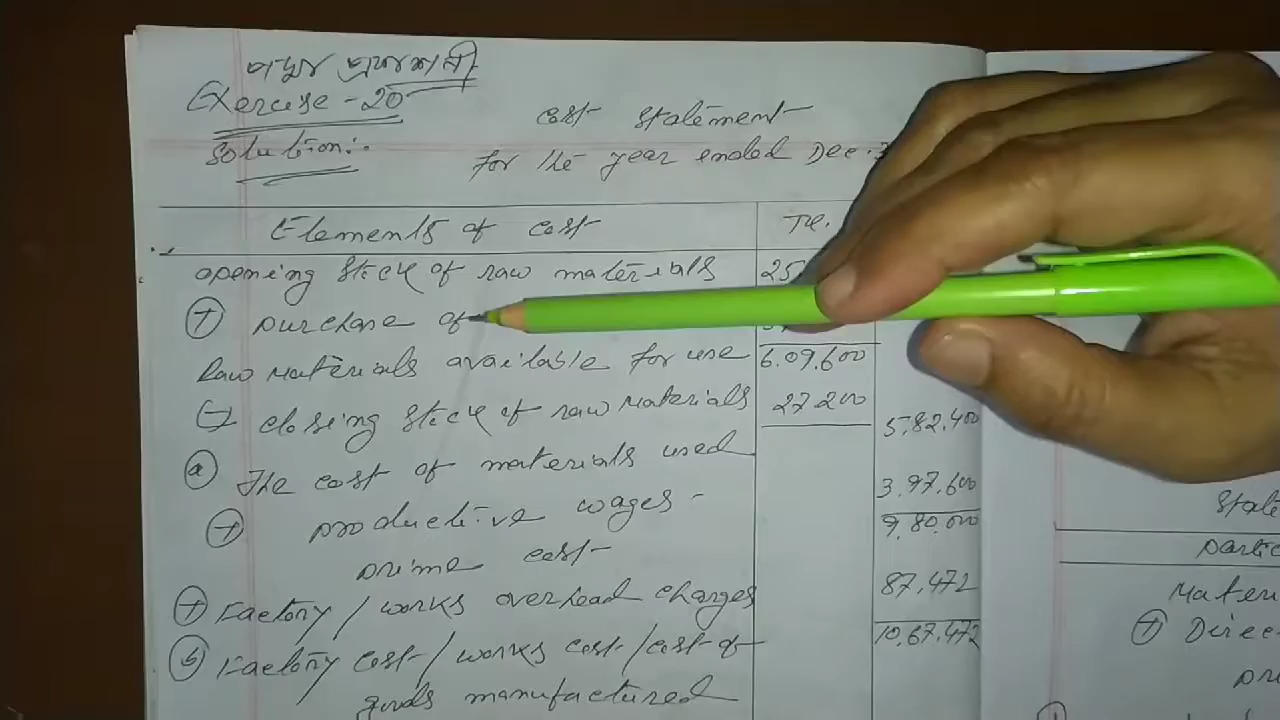 Exercise - 20
Solution:.
Cost Statement
For the year ended Dec. 3
Elements of cost Tk.
opening stock of raw materials 25,
(+) purchase of
Raw Materials available for use 6,09,600
(-) closing stock of raw Materials 27,200
5,82,400
(a) The cost of materials used
(+) productive wages - 3,97,600
prime cost 9,80,000
(+) Factory / works overhead charges 87,472
(b) Factory cost / works cost / cost of 10,67,472
goods manufactured
State
partic
Materi
(+) Direc
pri